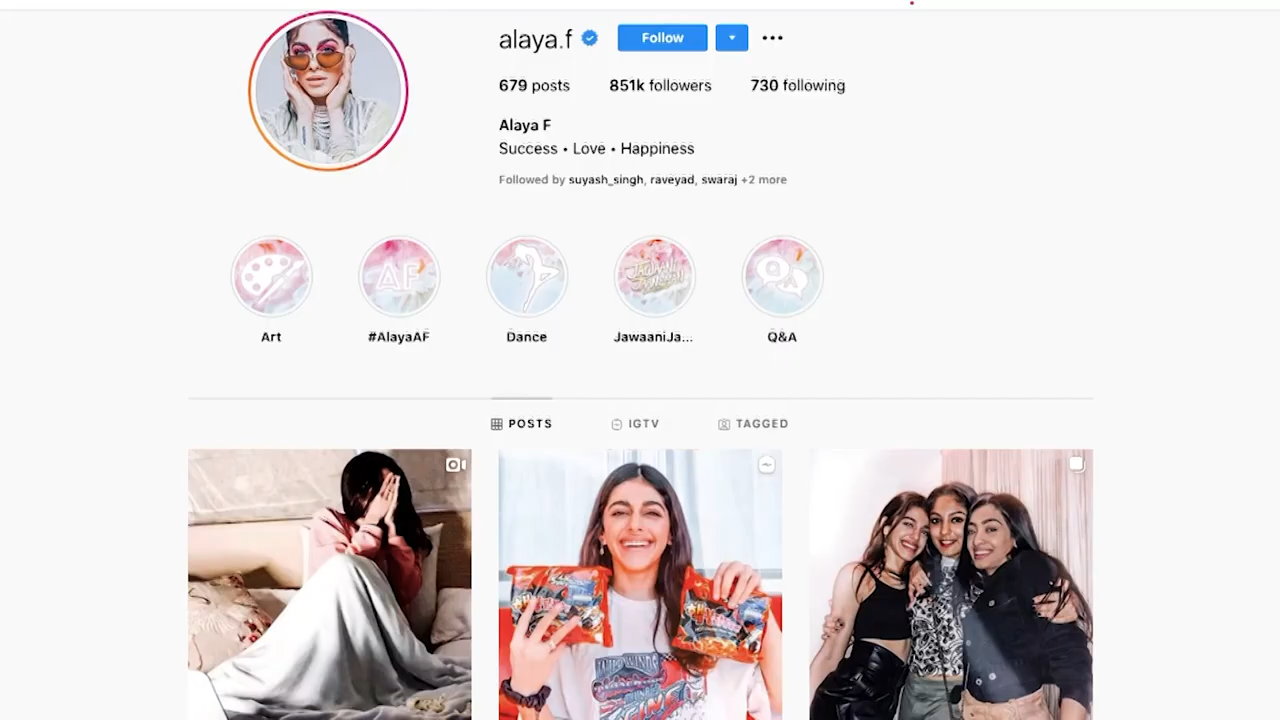 alaya.f Follow
679 posts 851k followers 730 following
Alaya F
Success • Love • Happiness
Followed by suyash_singh, raveyad, swaraj +2 more
AF
Art #AlayaAF Dance JawaaniJa... Q&A
POSTS IGTV TAGGED